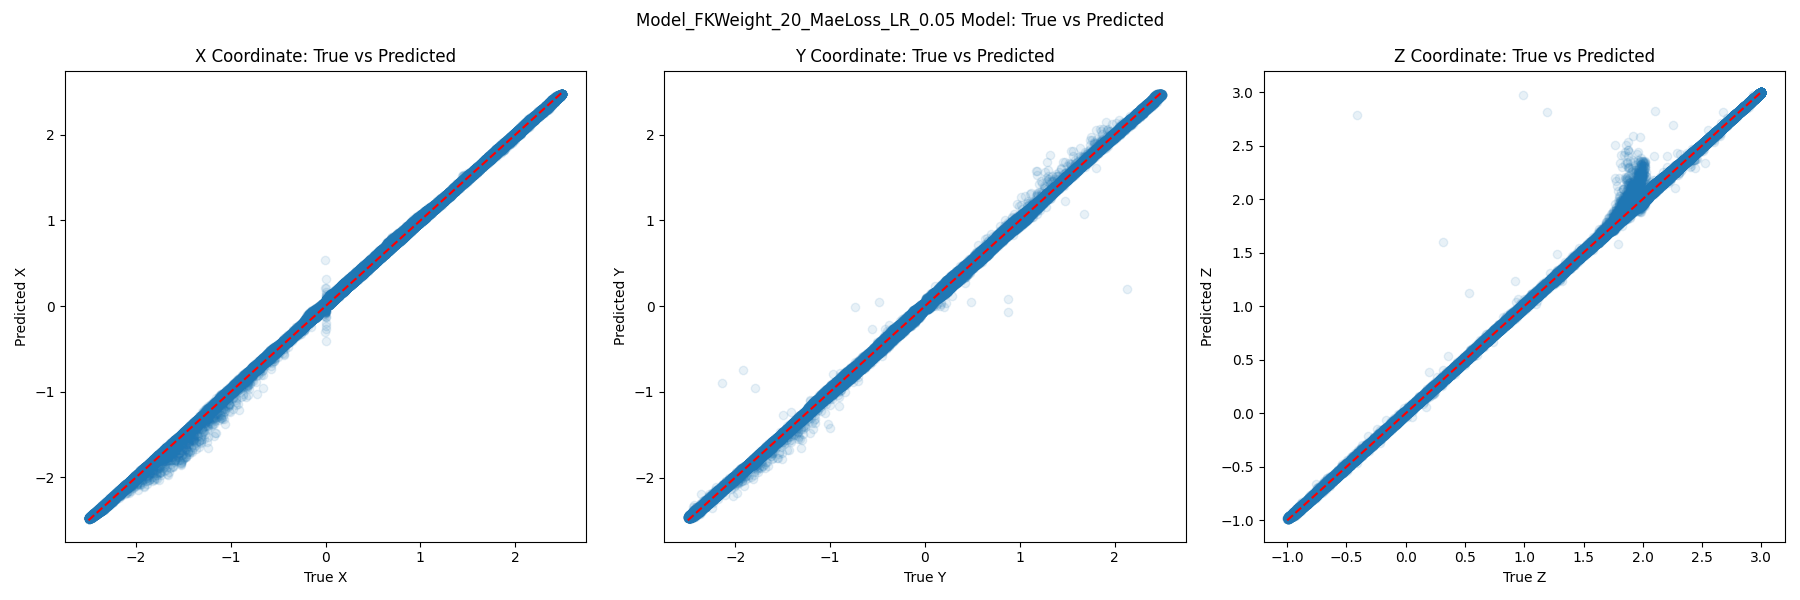 Model_FKWeight_20_MaeLoss_LR_0.05 Model: True vs Predicted
X Coordinate: True vs Predicted
Predicted X
2
1
0
−1
−2
−2 −1 0 1 2
True X
Y Coordinate: True vs Predicted
Predicted Y
2
1
0
−1
−2
−2 −1 0 1 2
True Y
Z Coordinate: True vs Predicted
Predicted Z
3.0
2.5
2.0
1.5
1.0
0.5
0.0
−0.5
−1.0
−1.0 −0.5 0.0 0.5 1.0 1.5 2.0 2.5 3.0
True Z